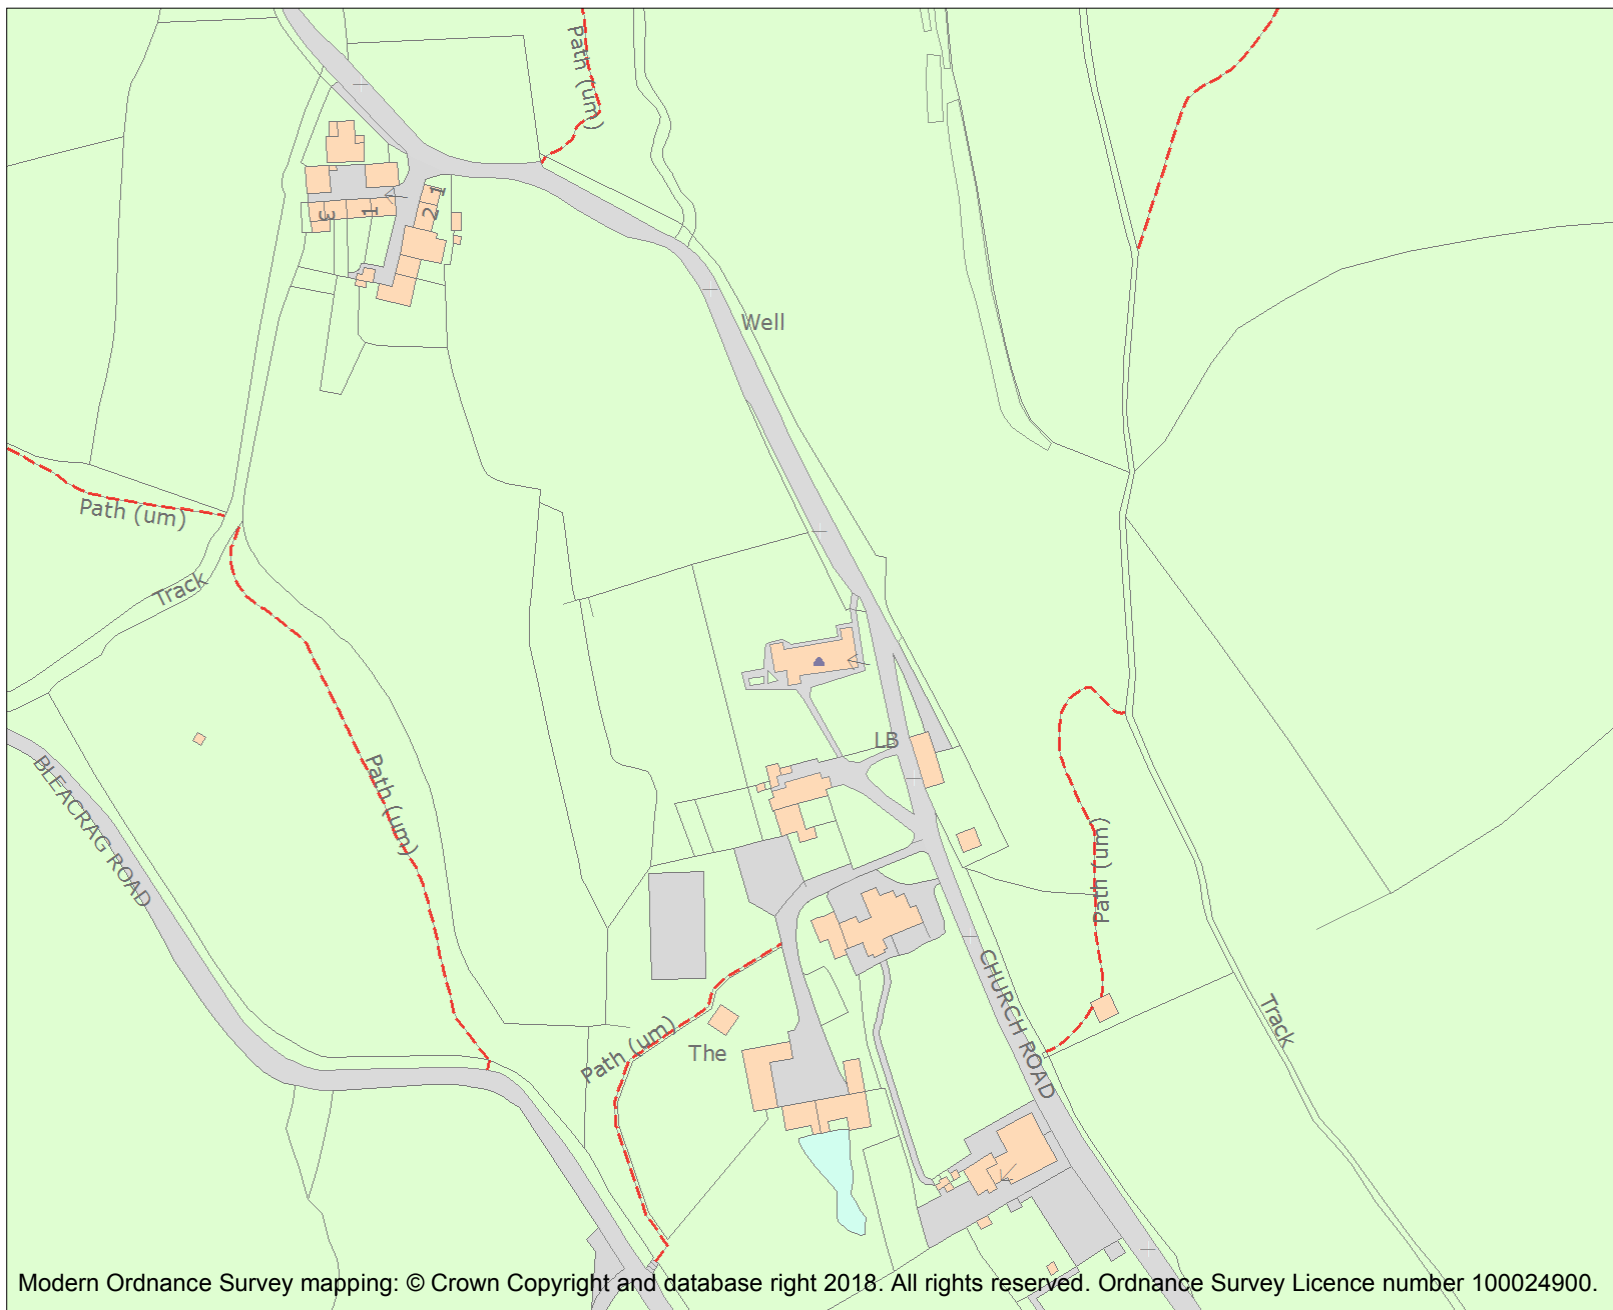 Path (um)
1
2
3
1
Well
Path (um)
Track
LB
BLEACRAG ROAD
Path (um)
Path (um)
CHURCH ROAD
Track
Path (um)
The
Modern Ordnance Survey mapping: © Crown Copyright and database right 2018. All rights reserved. Ordnance Survey Licence number 100024900.